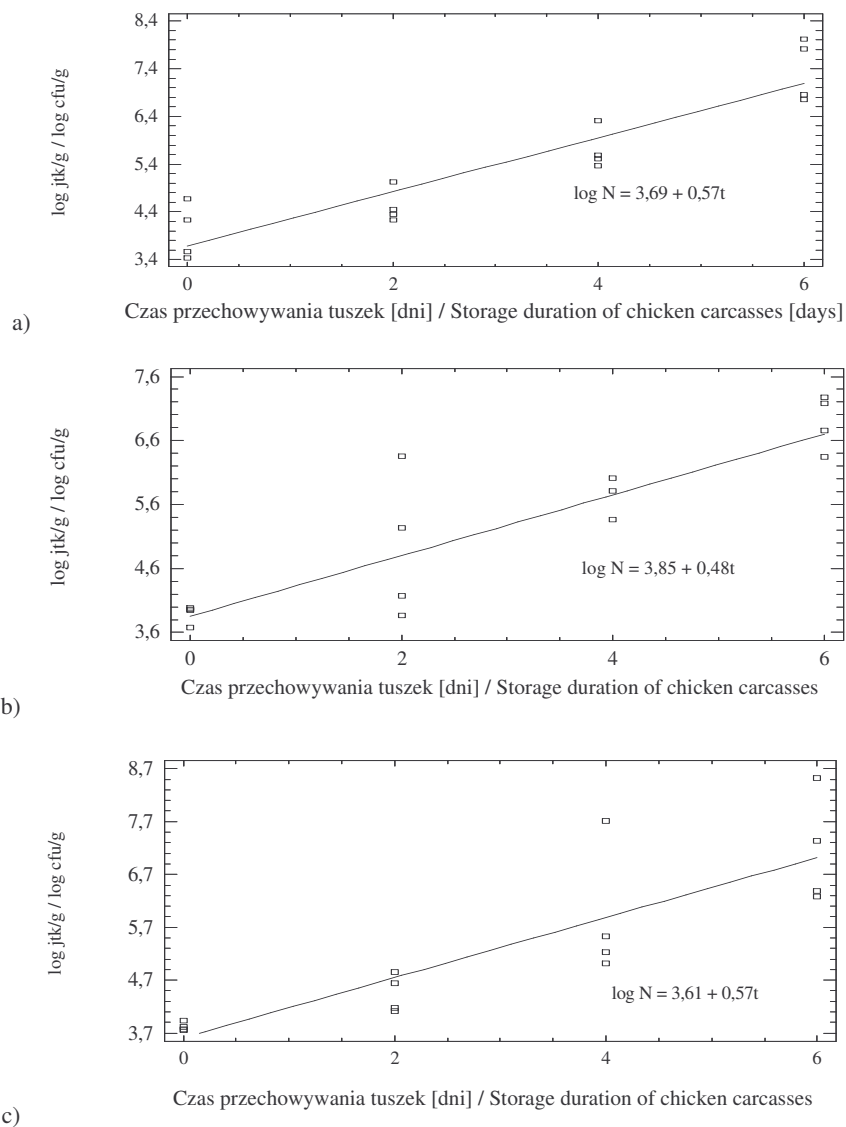 8,4
7,4
6,4
5,4
4,4
3,4
log jtk/g / log cfu/g
log N = 3,69 + 0,57t
0 2 4 6
Czas przechowywania tuszek [dni] / Storage duration of chicken carcasses [days]
a)
7,6
6,6
5,6
4,6
3,6
log jtk/g / log cfu/g
log N = 3,85 + 0,48t
0 2 4 6
Czas przechowywania tuszek [dni] / Storage duration of chicken carcasses
b)
8,7
7,7
6,7
5,7
4,7
3,7
log jtk/g / log cfu/g
log N = 3,61 + 0,57t
0 2 4 6
Czas przechowywania tuszek [dni] / Storage duration of chicken carcasses
c)